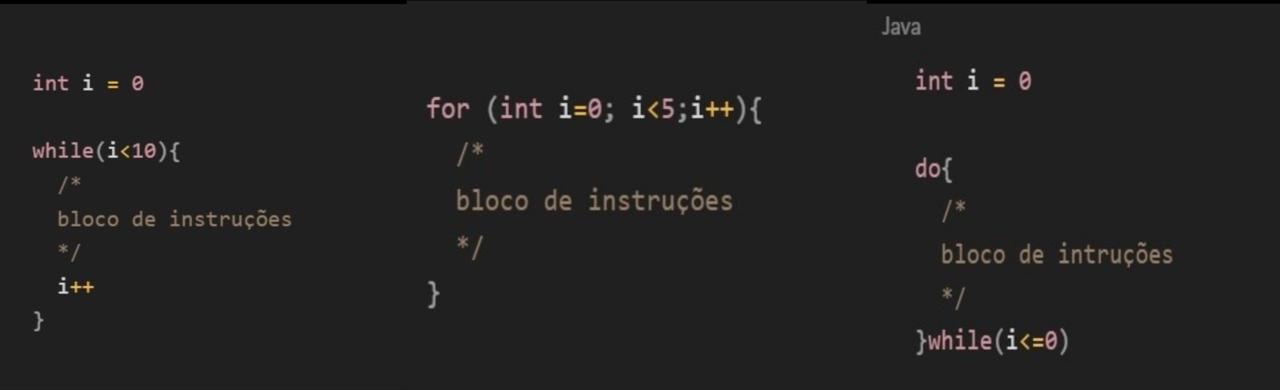 int i = 0
while(i<10){
/*
bloco de instruções
*/
i++
}
for (int i=0; i<5;i++){
/*
bloco de instruções
*/
}
Java
int i = 0
do{
/*
bloco de intruções
*/
}while(i<=0)